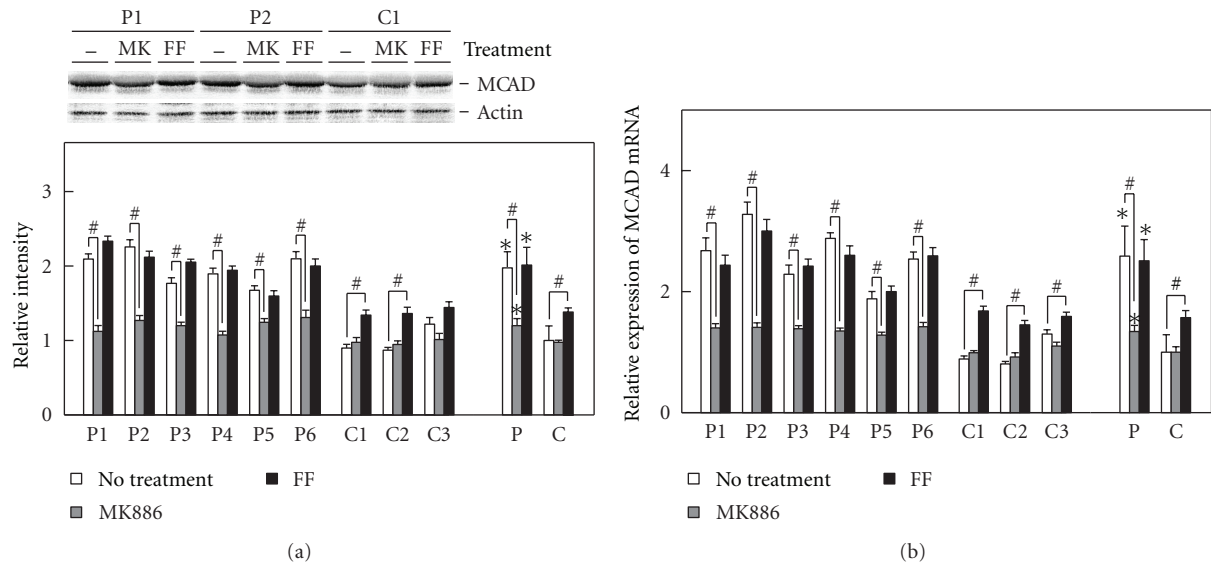 P1 P2 C1
– MK FF – MK FF – MK FF Treatment
MCAD
Actin
Relative intensity
3
2
1
0
# # # # # # # # # #
* * *
P1 P2 P3 P4 P5 P6 C1 C2 C3 P C
No treatment FF
MK886
(a)
Relative expression of MCAD mRNA
4
2
0
# # # # # # # # # # #
* * *
P1 P2 P3 P4 P5 P6 C1 C2 C3 P C
No treatment FF
MK886
(b)